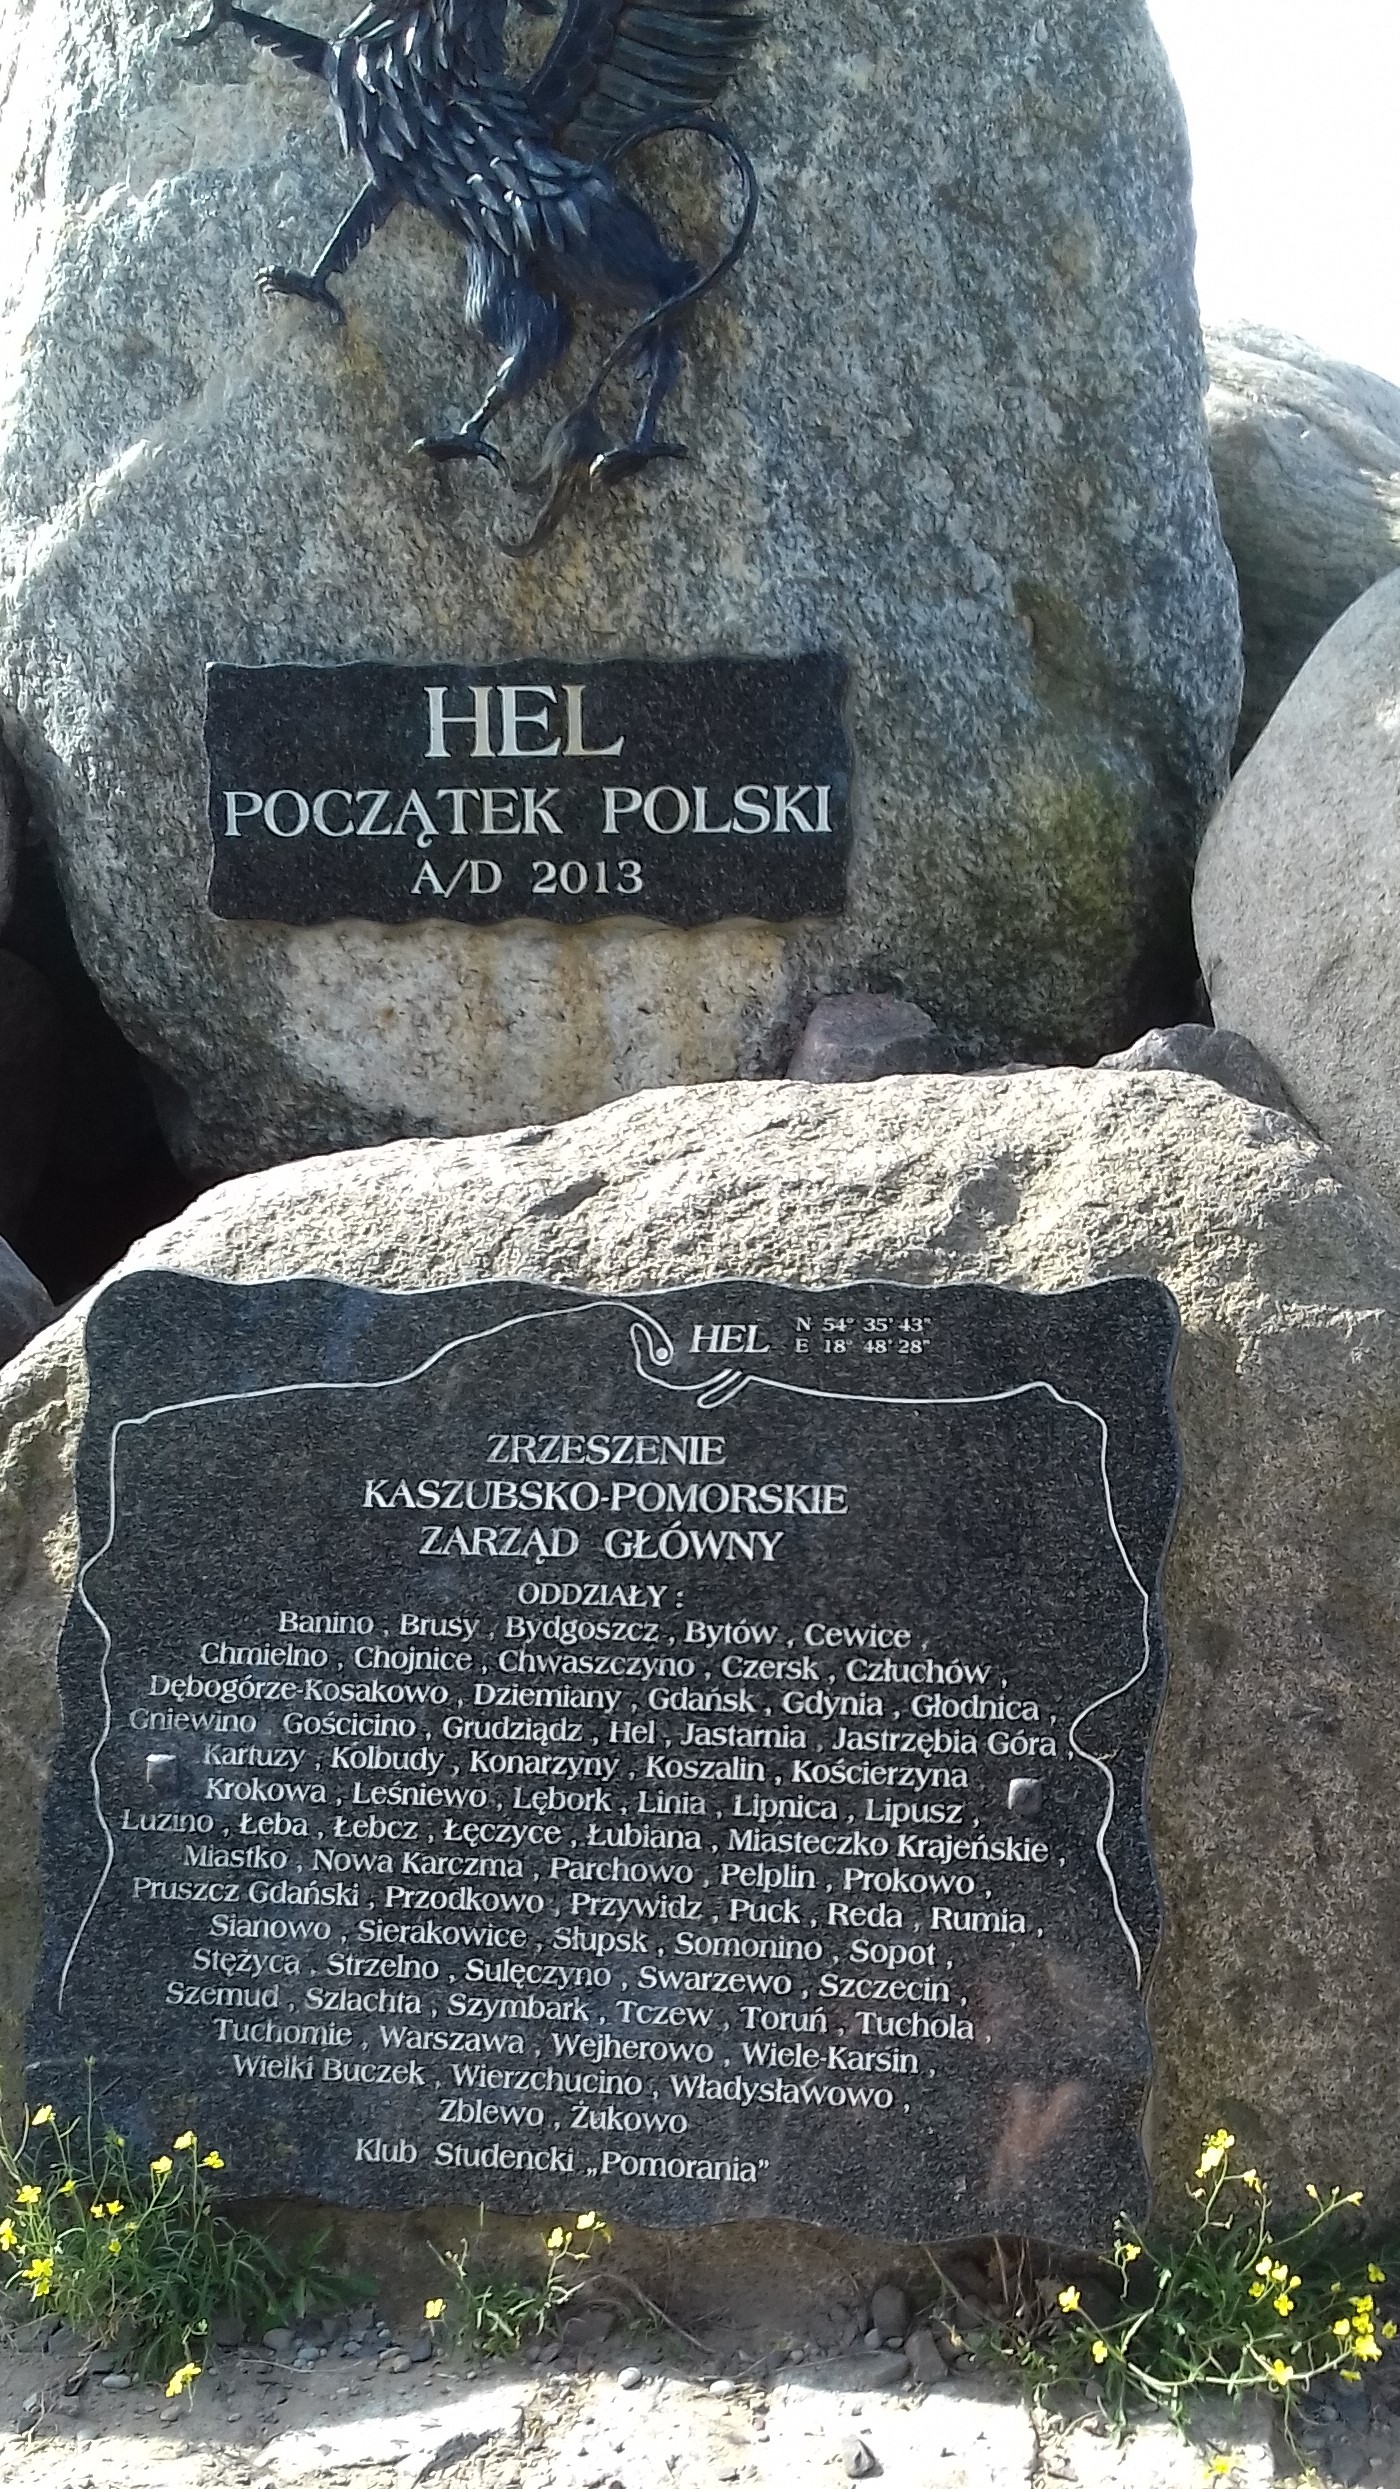 HEL
POCZĄTEK POLSKI
A/D 2013
HEL N 54° 35' 43"
E 18° 48' 28"
ZRZESZENIE
KASZUBSKO-POMORSKIE
ZARZĄD GŁÓWNY
ODDZIAŁY :
Banino , Brusy , Bydgoszcz , Bytów , Cewice ,
Chmielno , Chojnice , Chwaszczyno , Czersk , Człuchów ,
Dębogórze-Kosakowo , Dziemiany , Gdańsk , Gdynia , Głodnica ,
Gniewino , Gościcino , Grudziądz , Hel , Jastarnia , Jastrzębia Góra ,
Kartuzy , Kolbudy , Konarzyny , Koszalin , Kościerzyna
Krokowa , Leśniewo , Lębork , Linia , Lipnica , Lipusz ,
Luzino , Łeba , Łebcz , Łęczyce , Łubiana , Miasteczko Krajeńskie ,
Miastko , Nowa Karczma , Parchowo , Pelplin , Prokowo ,
Pruszcz Gdański , Przodkowo , Przywidz , Puck , Reda , Rumia ,
Sianowo , Sierakowice , Słupsk , Somonino , Sopot ,
Stężyca , Strzelno , Sulęczyno , Swarzewo , Szczecin ,
Szemud , Szlachta , Szymbark , Tczew , Toruń , Tuchola ,
Tuchomie , Warszawa , Wejherowo , Wiele-Karsin ,
Wielki Buczek , Wierzchucino , Władysławowo ,
Zblewo , Żukowo
Klub Studencki „Pomorania”